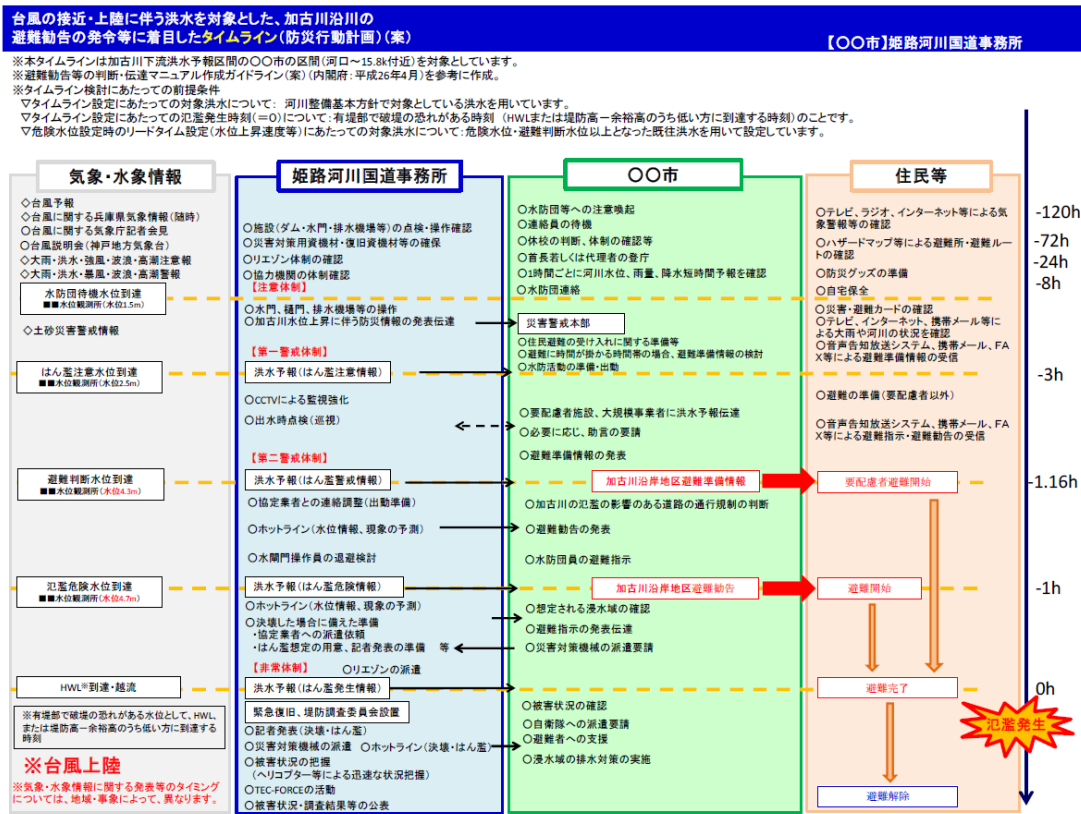 台風の接近・上陸に伴う洪水を対象とした、加古川沿川の
避難勧告の発令等に着目したタイムライン(防災行動計画)(案)
【〇〇市】姫路河川国道事務所
※本タイムラインは加古川下流洪水予報区間の〇〇市の区間(河口～15.8k付近)を対象としています。
※避難勧告等の判断・伝達マニュアル作成ガイドライン(案)(内閣府:平成26年4月)を参考に作成。
※タイムライン検討にあたっての前提条件
▽タイムライン設定にあたっての対象洪水について: 河川整備基本方針で対象としている洪水を用いています。
▽タイムライン設定にあたっての氾濫発生時刻(=0)について:有堤部で破堤の恐れがある時刻 (HWLまたは堤防高ー余裕高のうち低い方に到達する時刻)のことです。
▽危険水位設定時のリードタイム設定(水位上昇速度等)にあたっての対象洪水について:危険水位・避難判断水位以上となった既往洪水を用いて設定しています。
気象・水象情報
◇台風予報
◇台風に関する兵庫県気象情報(随時)
◇台風に関する気象庁記者会見
◇台風説明会(神戸地方気象台)
◇大雨・洪水・強風・波浪・高潮注意報
◇大雨・洪水・暴風・波浪・高潮警報
水防団待機水位到達
■■水位観測所(水位1.5m)
◇土砂災害警戒情報
はん濫注意水位到達
■■水位観測所(水位2.5m)
避難判断水位到達
■■水位観測所(水位4.3m)
氾濫危険水位到達
■■水位観測所(水位4.7m)
HWL※到達・越流
※有堤部で破堤の恐れがある水位として、HWL、
または堤防高ー余裕高のうち低い方に到達する
時刻
※台風上陸
※気象・水象情報に関する発表等のタイミング
については、地域・事象によって、異なります。
姫路河川国道事務所
〇施設(ダム・水門・排水機場等)の点検・操作確認
〇災害対策用資機材・復旧資機材等の確保
〇リエゾン体制の確認
〇協力機関の体制確認
【注意体制】
〇水門、樋門、排水機場等の操作
〇加古川水位上昇に伴う防災情報の発表伝達
【第一警戒体制】
洪水予報(はん濫注意情報)
〇CCTVによる監視強化
〇出水時点検(巡視)
【第二警戒体制】
洪水予報(はん濫警戒情報)
〇協定業者との連絡調整(出動準備)
〇ホットライン(水位情報、現象の予測)
〇水閘門操作員の退避検討
洪水予報(はん濫危険情報)
〇ホットライン(水位情報、現象の予測)
〇決壊した場合に備えた準備
・協定業者への派遣依頼
・はん濫想定の用意、記者発表の準備 等
【非常体制】 〇リエゾンの派遣
洪水予報(はん濫発生情報)
緊急復旧、堤防調査委員会設置
〇記者発表(決壊・はん濫)
〇災害対策機械の派遣 〇ホットライン(決壊・はん濫)
〇被害状況の把握
(ヘリコプター等による迅速な状況把握)
〇TEC-FORCEの活動
〇被害状況・調査結果等の公表
〇〇市
〇水防団等への注意喚起
〇連絡員の待機
〇休校の判断、体制の確認等
〇首長若しくは代理者の登庁
〇1時間ごとに河川水位、雨量、降水短時間予報を確認
〇水防団連絡
災害警戒本部
〇住民避難の受け入れに関する準備等
〇避難に時間が掛かる時間帯の場合、避難準備情報の検討
〇水防活動の準備・出動
〇要配慮者施設、大規模事業者に洪水予報伝達
〇必要に応じ、助言の要請
〇避難準備情報の発表
加古川沿岸地区避難準備情報
〇加古川の氾濫の影響のある道路の通行規制の判断
〇避難勧告の発表
〇水防団員の避難指示
加古川沿岸地区避難勧告
〇想定される浸水域の確認
〇避難指示の発表伝達
〇災害対策機械の派遣要請
〇被害状況の確認
〇自衛隊への派遣要請
〇避難者への支援
〇浸水域の排水対策の実施
住民等
〇テレビ、ラジオ、インターネット等による気
象警報等の確認
〇ハザードマップ等による避難所・避難ルー
トの確認
〇防災グッズの準備
〇自宅保全
〇災害・避難カードの確認
〇テレビ、インターネット、携帯メール等に
よる大雨や河川の状況を確認
〇音声告知放送システム、携帯メール、FA
X等による避難準備情報の受信
〇避難の準備(要配慮者以外)
〇音声告知放送システム、携帯メール、FA
X等による避難指示・避難勧告の受信
要配慮者避難開始
避難開始
避難完了
避難解除
-120h
-72h
-24h
-8h
-3h
-1.16h
-1h
0h
氾濫発生